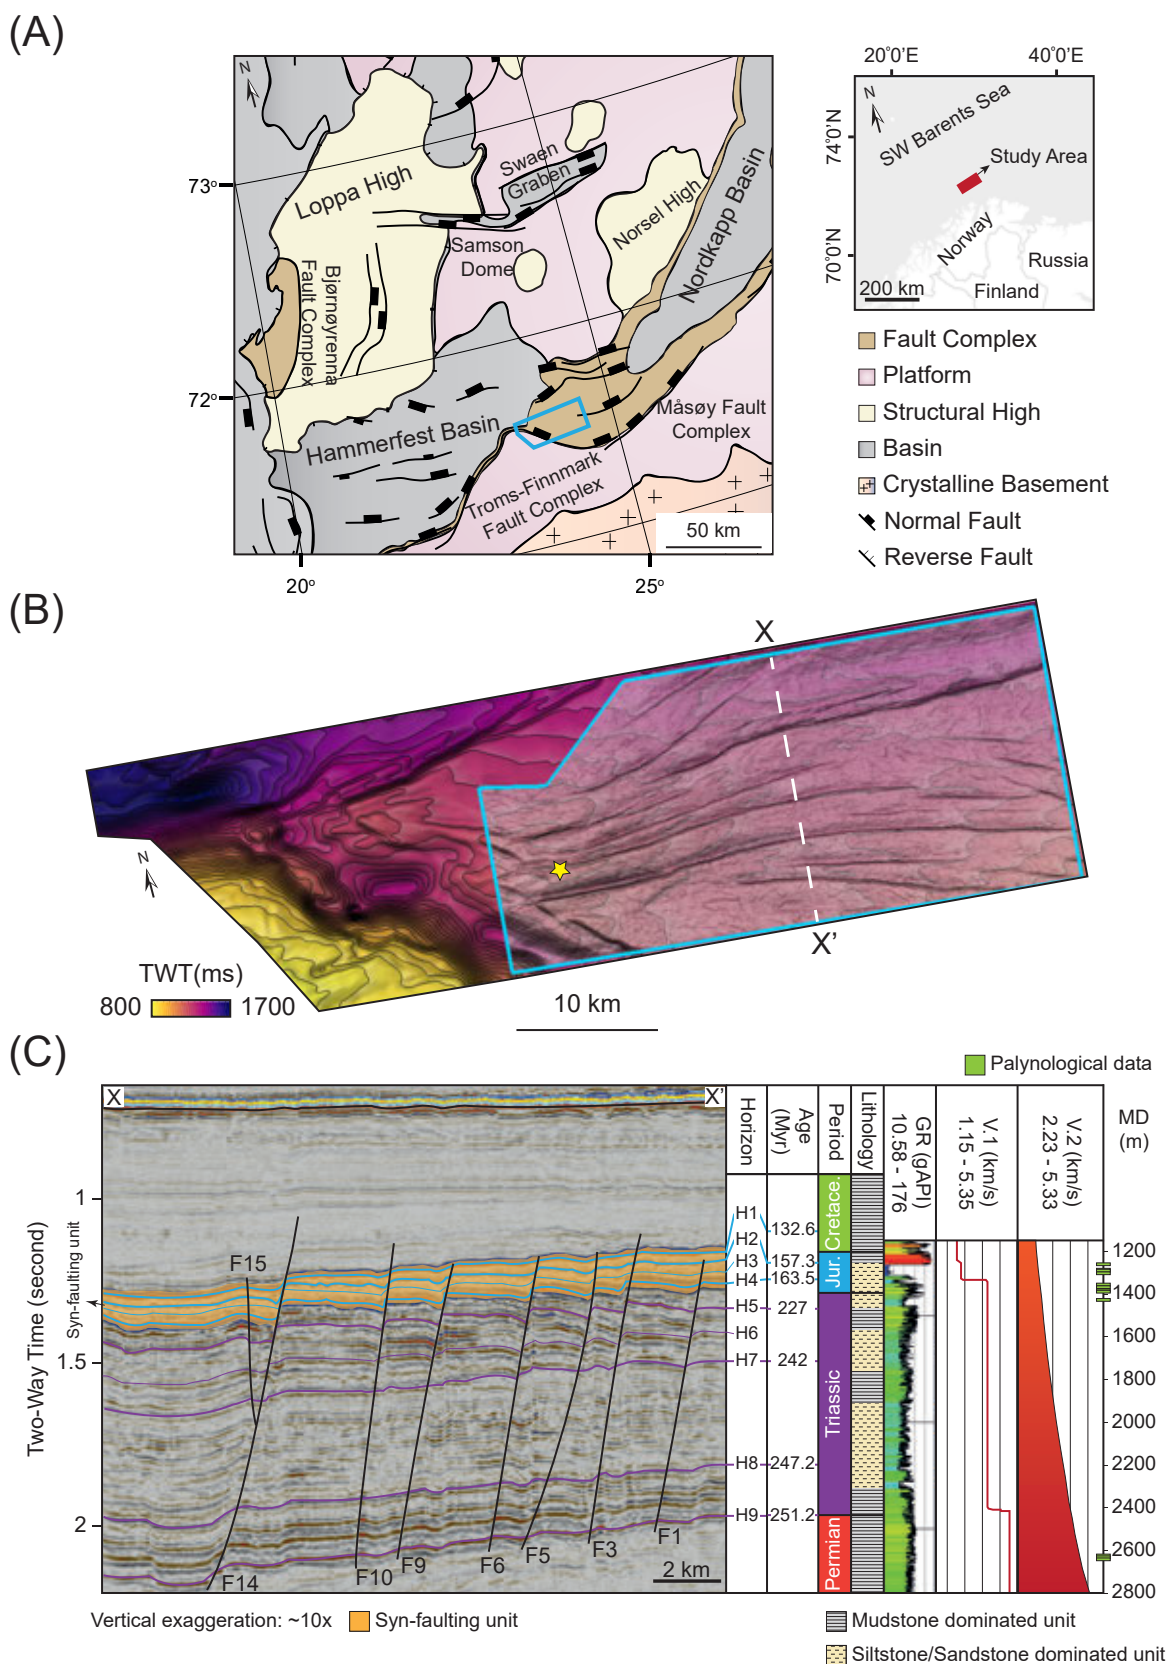 (A)
N
73°
72°
20°
25°
Loppa High
Swaen
Graben
Norsel High
Nordkapp Basin
Samson
Dome
Bjørnøyrenna
Fault Complex
Hammerfest Basin
Måsøy Fault
Complex
Troms-Finnmark
Fault Complex
50 km
20°0'E
40°0'E
74°0'N
70°0'N
N
SW Barents Sea
Study Area
Norway
Russia
Finland
200 km
Fault Complex
Platform
Structural High
Basin
Crystalline Basement
Normal Fault
Reverse Fault
(B)
X
X'
N
TWT(ms)
800
1700
10 km
(C)
Palynological data
X
X'
Horizon
Age
(Myr)
Period
Lithology
GR (gAPI)
10.58 - 176
V.1 (km/s)
1.15 - 5.35
V.2 (km/s)
2.23 - 5.33
MD
(m)
Two-Way Time (second)
Syn-faulting unit
1
1.5
2
F15
F14
F10
F9
F6
F5
F3
F1
2 km
H1
H2
H3
H4
H5
H6
H7
H8
H9
132.6
157.3
163.5
227
242
247.2
251.2
Cretace.
Jur.
Triassic
Permian
1200
1400
1600
1800
2000
2200
2400
2600
2800
Vertical exaggeration: ~10x
Syn-faulting unit
Mudstone dominated unit
Siltstone/Sandstone dominated unit